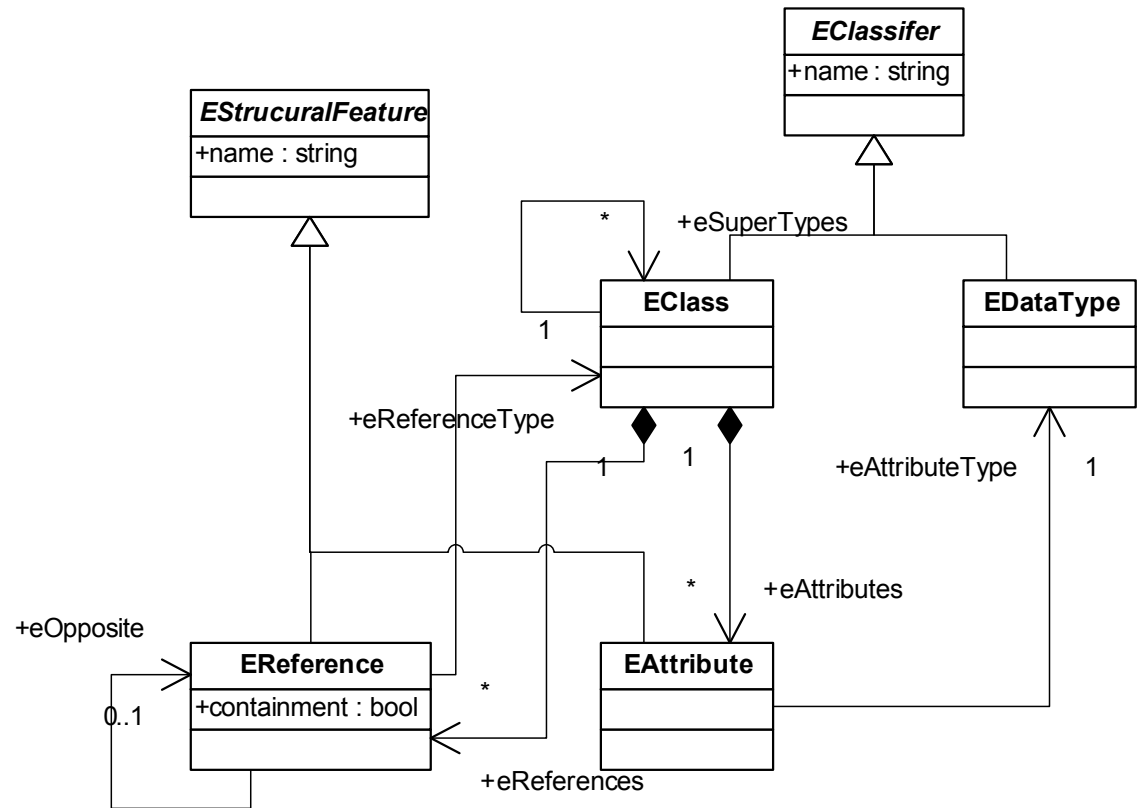 EClassifer
+name : string
EStrucuralFeature
+name : string
*
+eSuperTypes
EClass
EDataType
1
+eReferenceType
1
1
+eAttributeType
1
*
+eAttributes
+eOpposite
EReference
EAttribute
*
+containment : bool
0..1
+eReferences